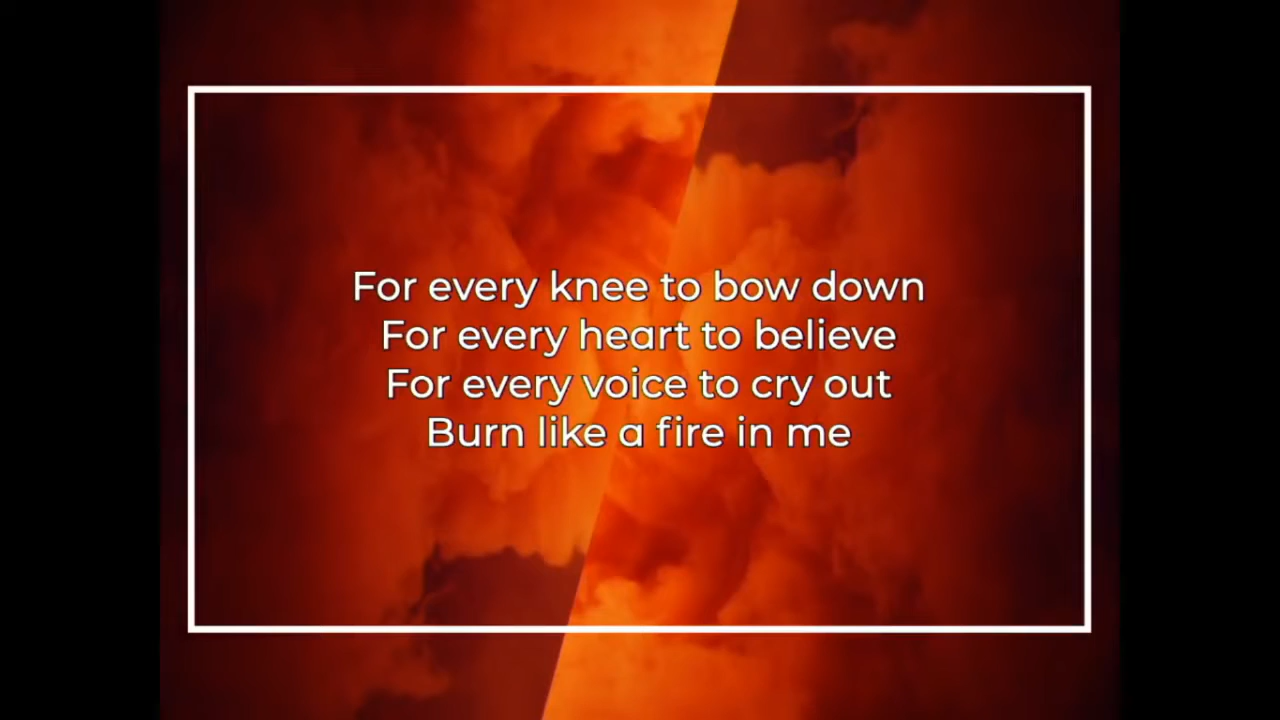 For every knee to bow down
For every heart to believe
For every voice to cry out
Burn like a fire in me